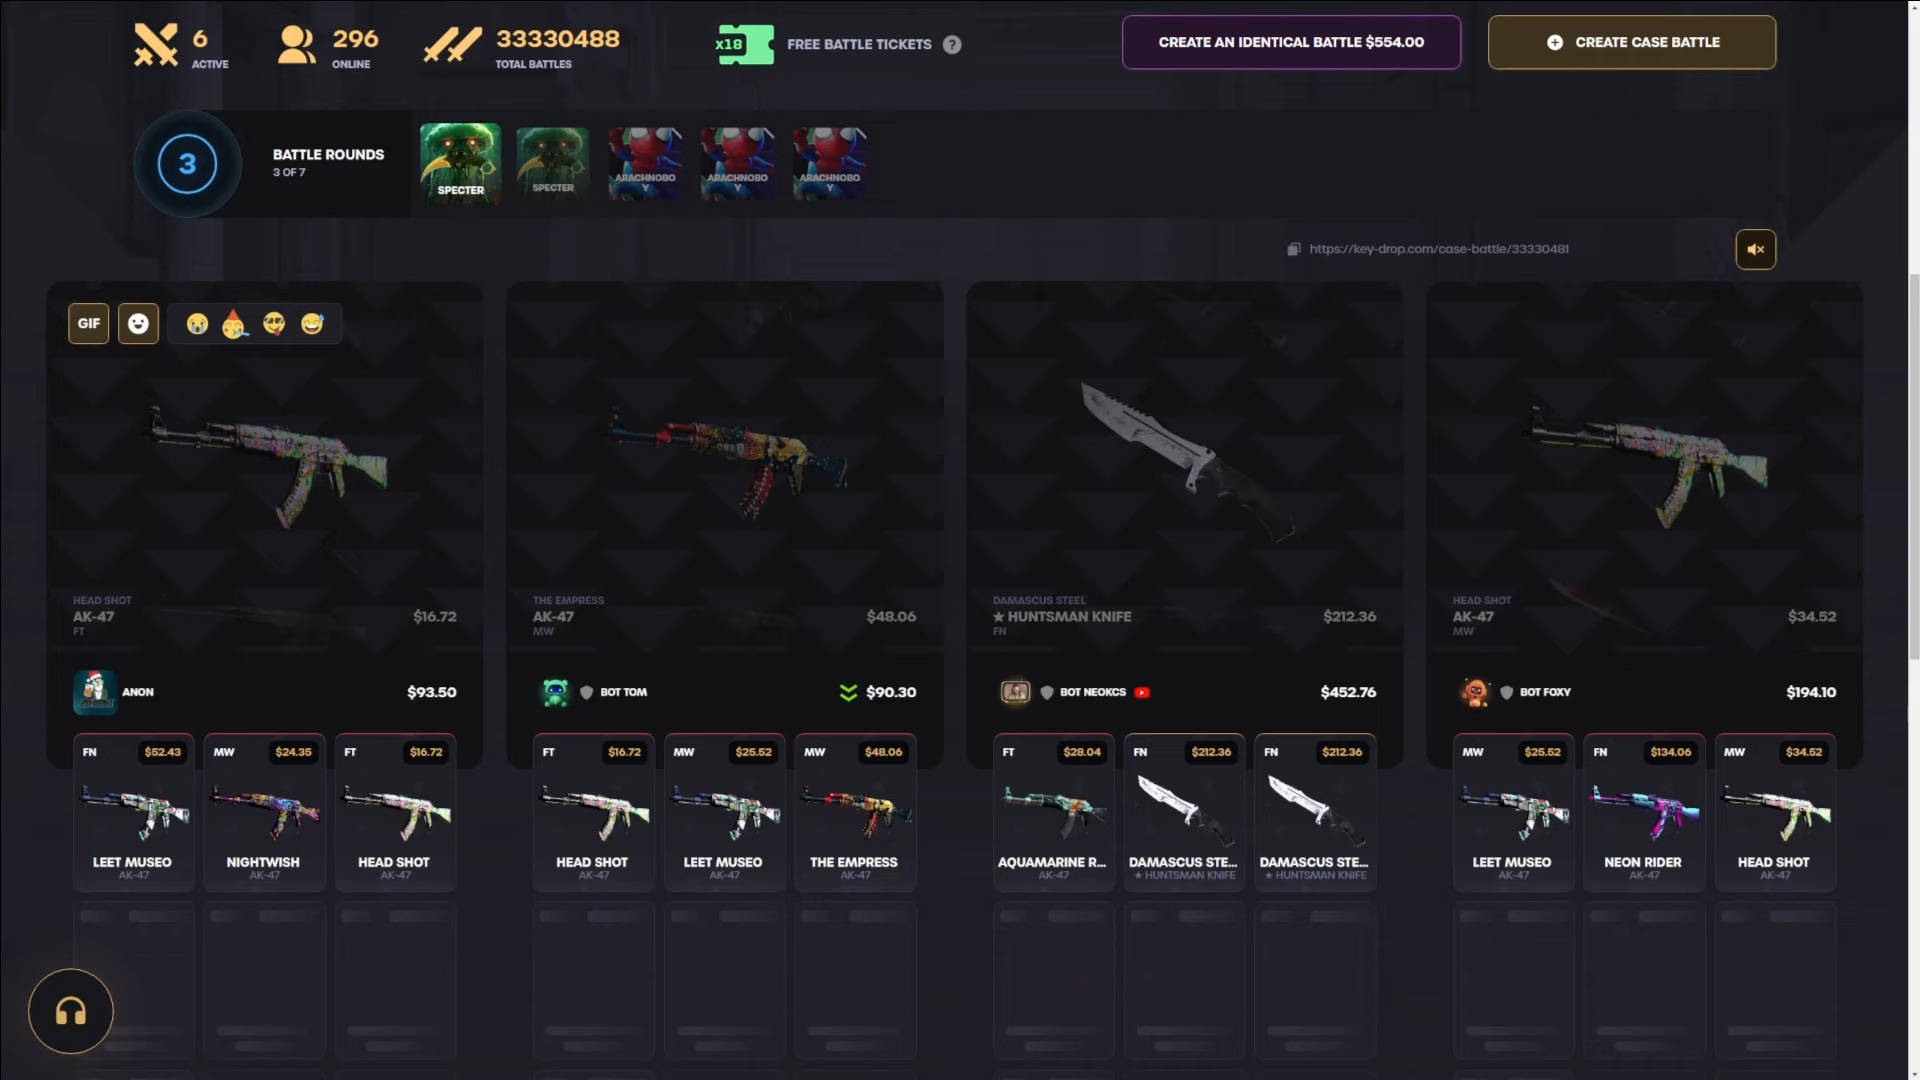 6
ACTIVE
296
ONLINE
33330488
TOTAL BATTLES
x18
FREE BATTLE TICKETS ?
CREATE AN IDENTICAL BATTLE $554.00
CREATE CASE BATTLE
3
BATTLE ROUNDS
3 OF 7
SPECTER
SPECTER
ARACHNOBO
Y
ARACHNOBO
Y
ARACHNOBO
Y
https://key-drop.com/case-battle/33330481
GIF
HEAD SHOT
AK-47
FT
$16.72
THE EMPRESS
AK-47
MW
$48.06
DAMASCUS STEEL
★ HUNTSMAN KNIFE
FN
$212.36
HEAD SHOT
AK-47
MW
$34.52
ANON
$93.50
BOT TOM
$90.30
BOT NEOKCS
$452.76
BOT FOXY
$194.10
FN $52.43
LEET MUSEO
AK-47
MW $24.35
NIGHTWISH
AK-47
FT $16.72
HEAD SHOT
AK-47
FT $16.72
HEAD SHOT
AK-47
MW $25.52
LEET MUSEO
AK-47
MW $48.06
THE EMPRESS
AK-47
FT $28.04
AQUAMARINE R...
AK-47
FN $212.36
DAMASCUS STE...
★ HUNTSMAN KNIFE
FN $212.36
DAMASCUS STE...
★ HUNTSMAN KNIFE
MW $25.52
LEET MUSEO
AK-47
FN $134.06
NEON RIDER
AK-47
MW $34.52
HEAD SHOT
AK-47